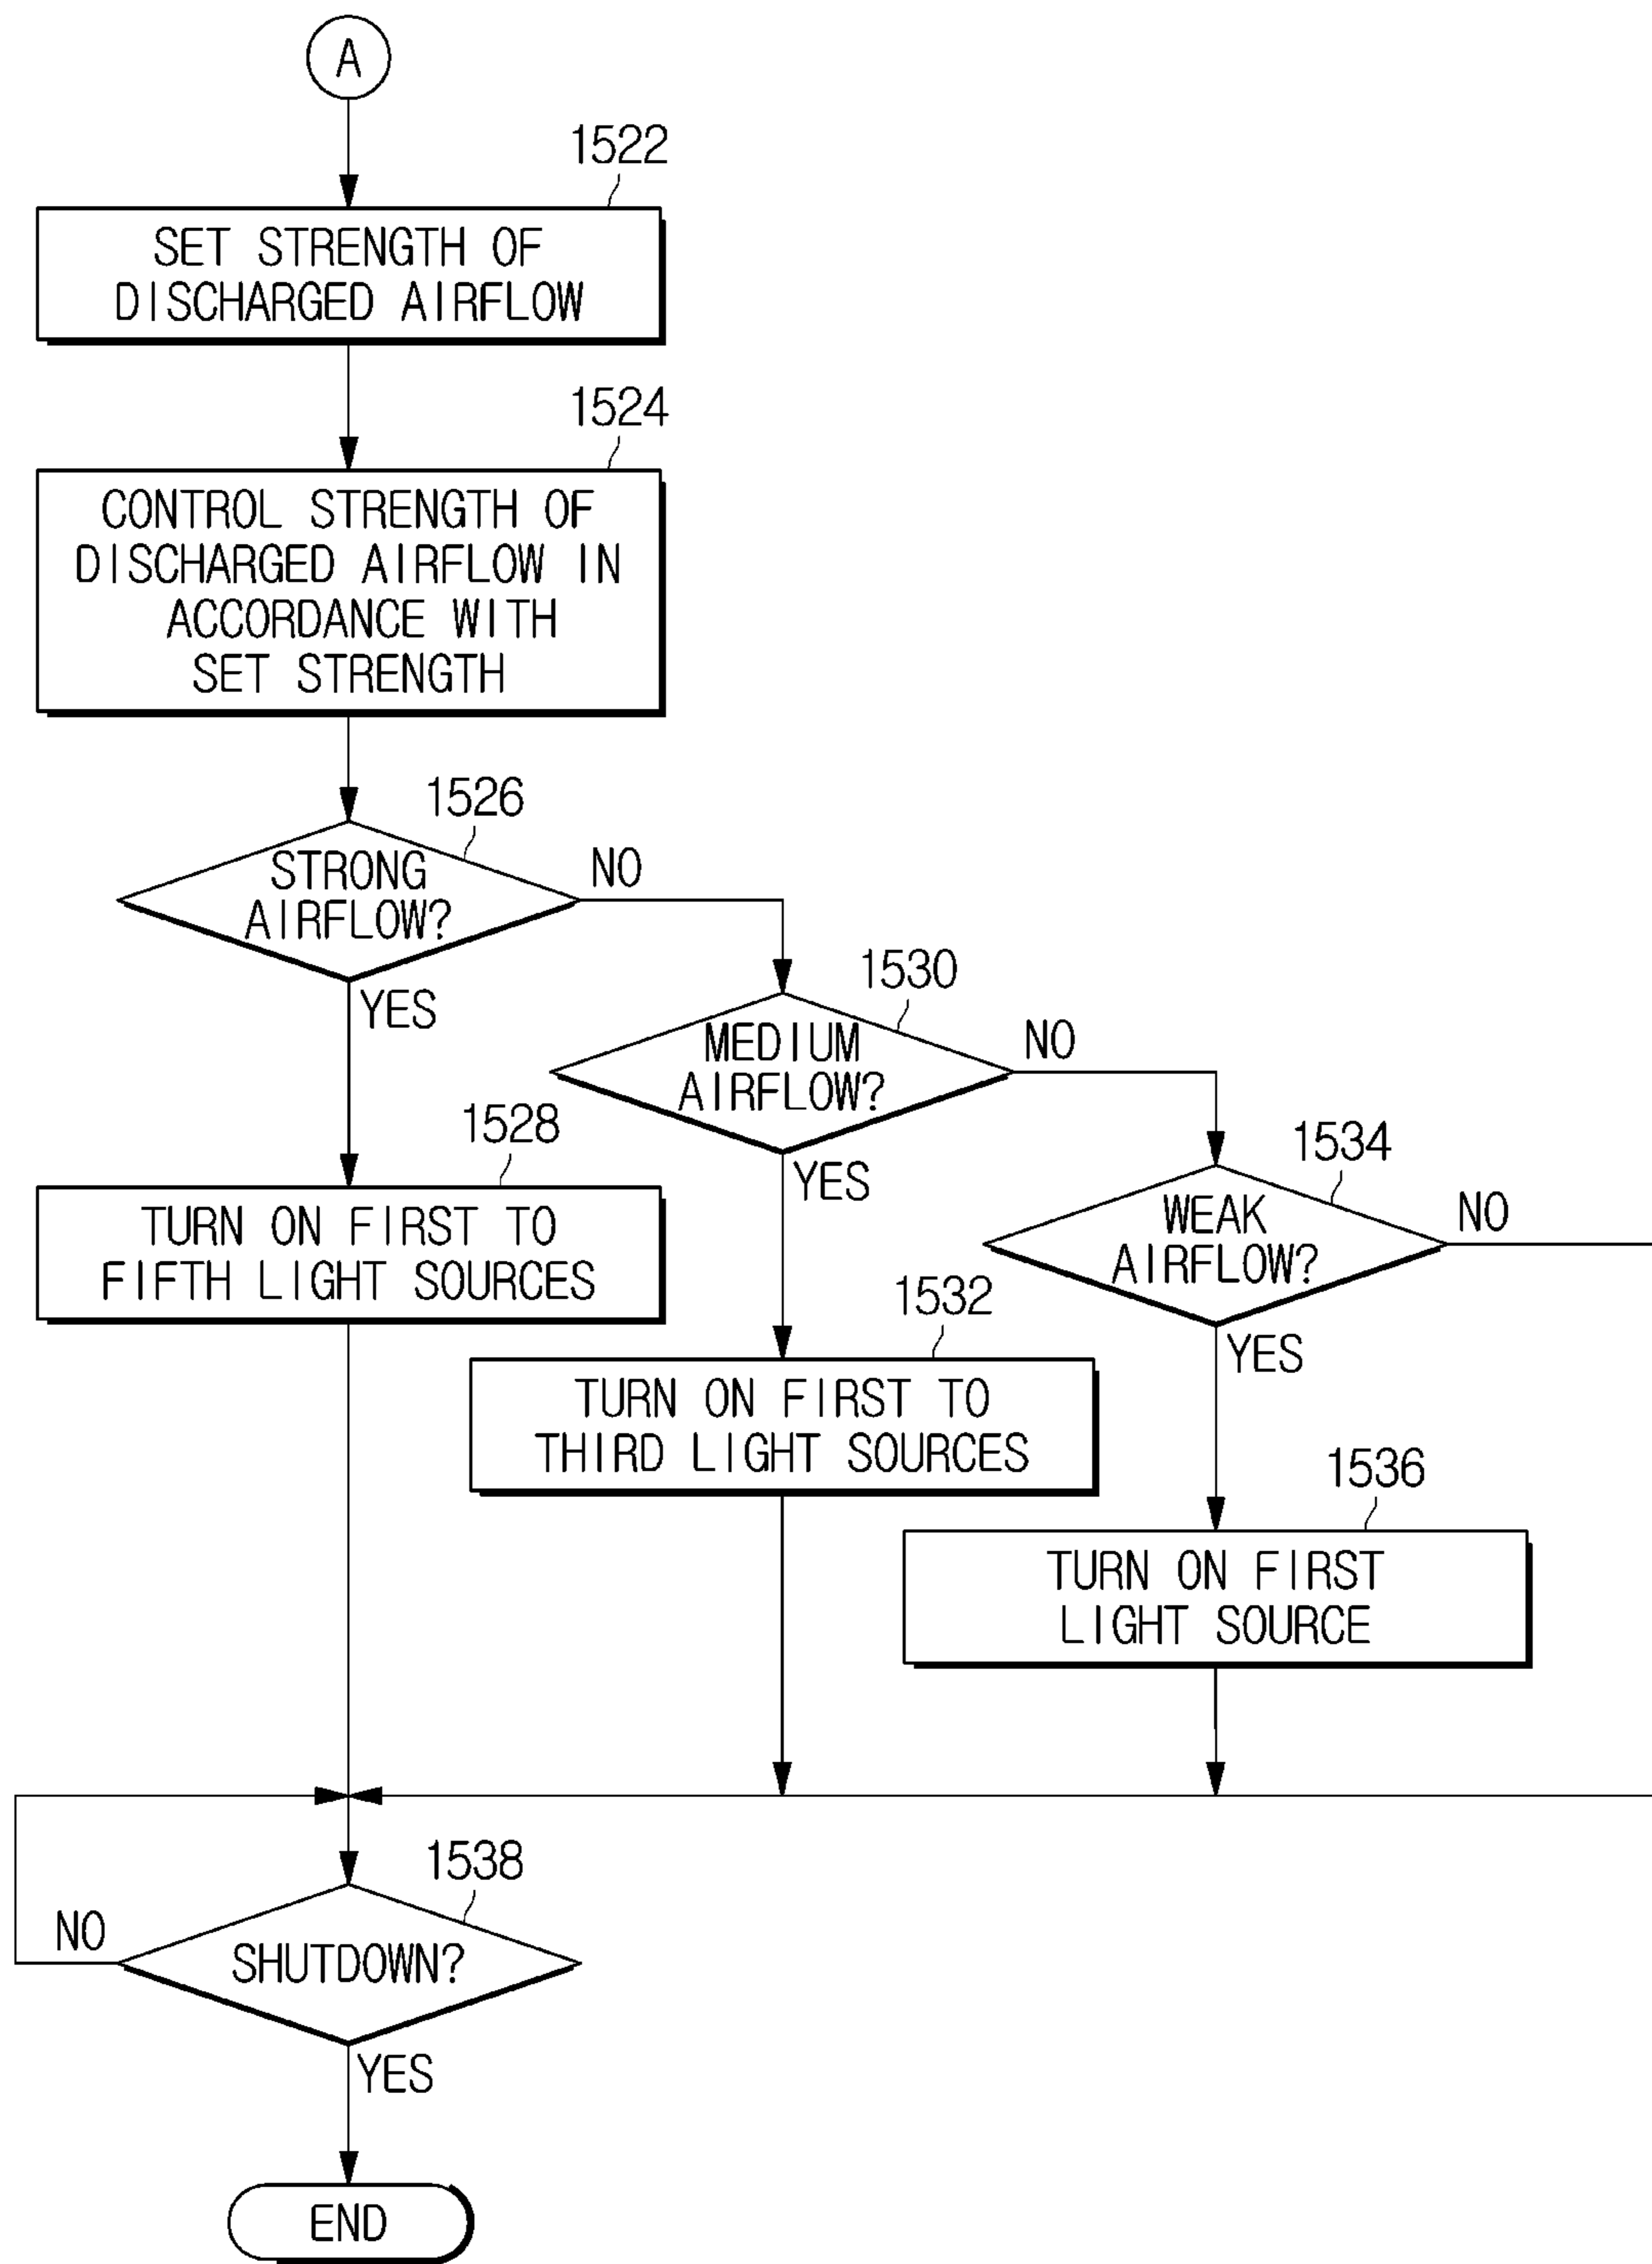 A
1522
SET STRENGTH OF
DISCHARGED AIRFLOW
1524
CONTROL STRENGTH OF
DISCHARGED AIRFLOW IN
ACCORDANCE WITH
SET STRENGTH
1526
STRONG
AIRFLOW?
NO
YES
1530
MEDIUM
AIRFLOW?
NO
YES
1528
TURN ON FIRST TO
FIFTH LIGHT SOURCES
1534
WEAK
AIRFLOW?
NO
YES
1532
TURN ON FIRST TO
THIRD LIGHT SOURCES
1536
TURN ON FIRST
LIGHT SOURCE
1538
SHUTDOWN?
NO
YES
END